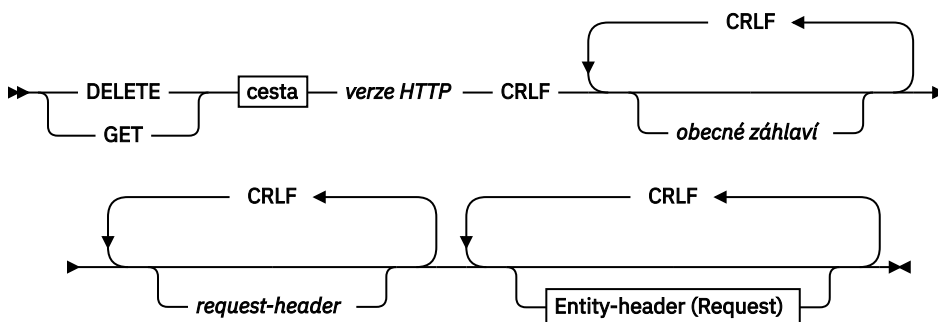 CRLF
DELETE cesta verze HTTP CRLF
GET obecné záhlaví
CRLF CRLF
request-header Entity-header (Request)